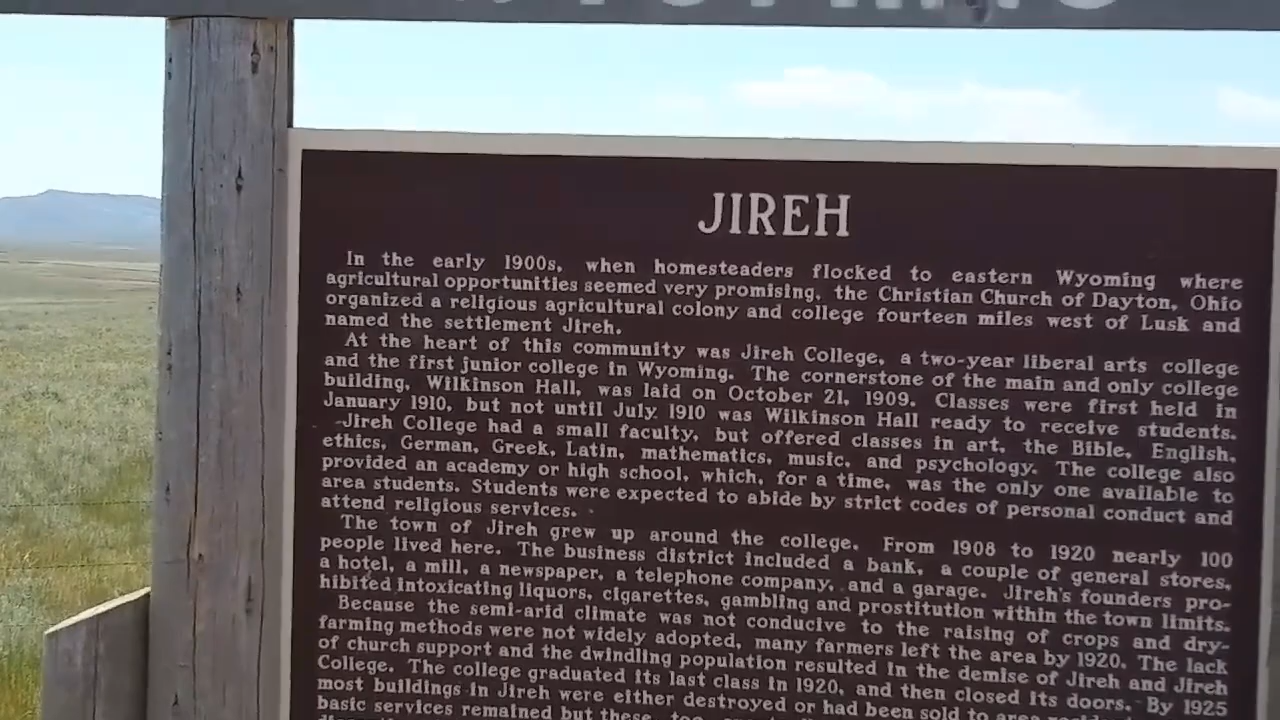 JIREH
In the early 1900s, when homesteaders flocked to eastern Wyoming where
agricultural opportunities seemed very promising, the Christian Church of Dayton, Ohio
organized a religious agricultural colony and college fourteen miles west of Lusk and
named the settlement Jireh.
At the heart of this community was Jireh College, a two-year liberal arts college
and the first junior college in Wyoming. The cornerstone of the main and only college
building, Wilkinson Hall, was laid on October 21, 1909. Classes were first held in
January 1910, but not until July 1910 was Wilkinson Hall ready to receive students.
Jireh College had a small faculty, but offered classes in art, the Bible, English,
ethics, German, Greek, Latin, mathematics, music, and psychology. The college also
provided an academy or high school, which, for a time, was the only one available to
area students. Students were expected to abide by strict codes of personal conduct and
attend religious services.
The town of Jireh grew up around the college. From 1908 to 1920 nearly 100
people lived here. The business district included a bank, a couple of general stores,
a hotel, a mill, a newspaper, a telephone company, and a garage. Jireh's founders pro-
hibited intoxicating liquors, cigarettes, gambling and prostitution within the town limits.
Because the semi-arid climate was not conducive to the raising of crops and dry-
farming methods were not widely adopted, many farmers left the area by 1920. The lack
of church support and the dwindling population resulted in the demise of Jireh and Jireh
College. The college graduated its last class in 1920, and then closed its doors. By 1925
most buildings in Jireh were either destroyed or had been sold to area
basic services remained but these, too,